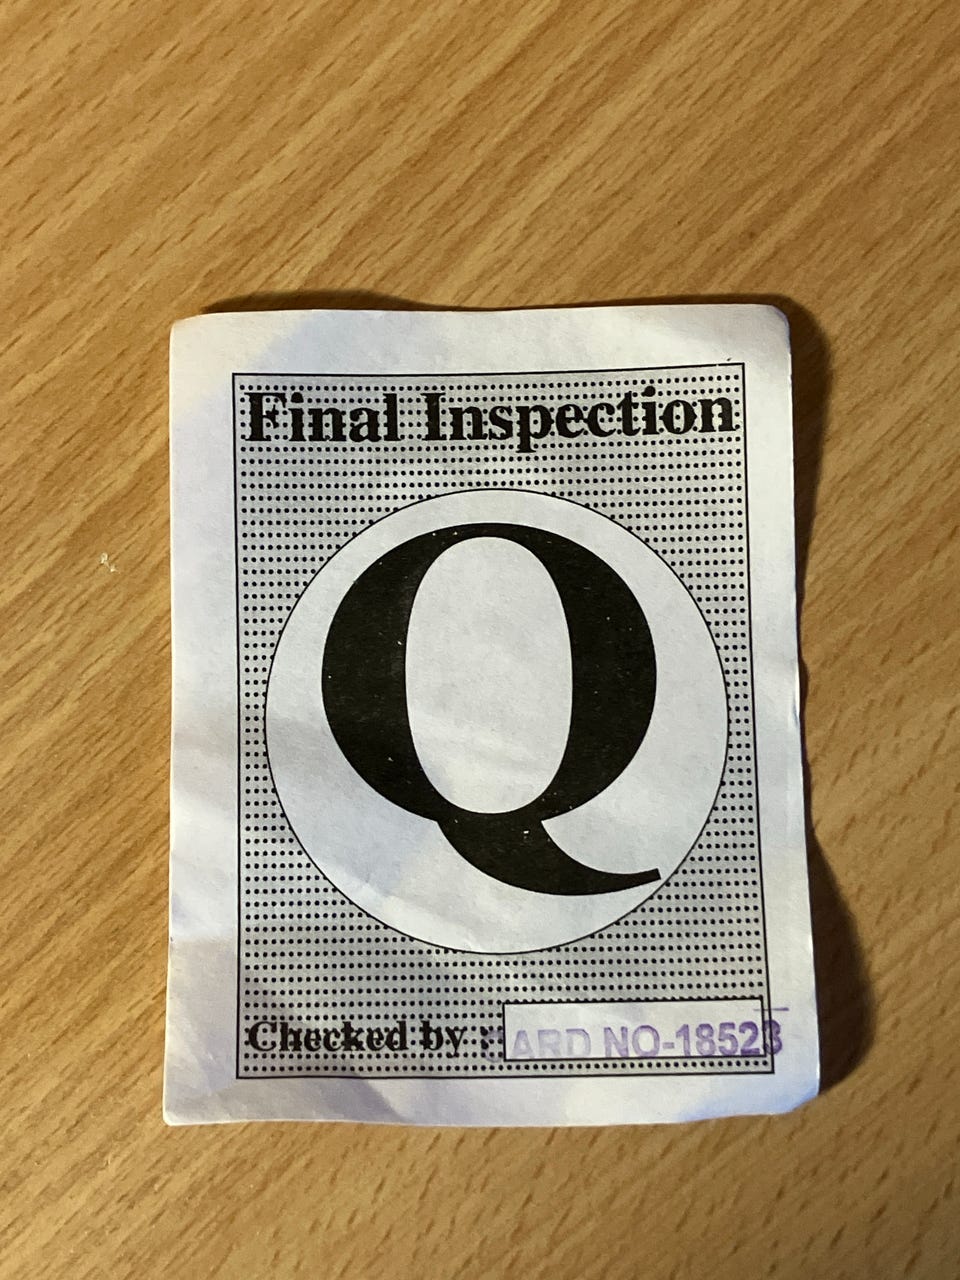 Final Inspection
Q
Checked by : CARD NO-18523